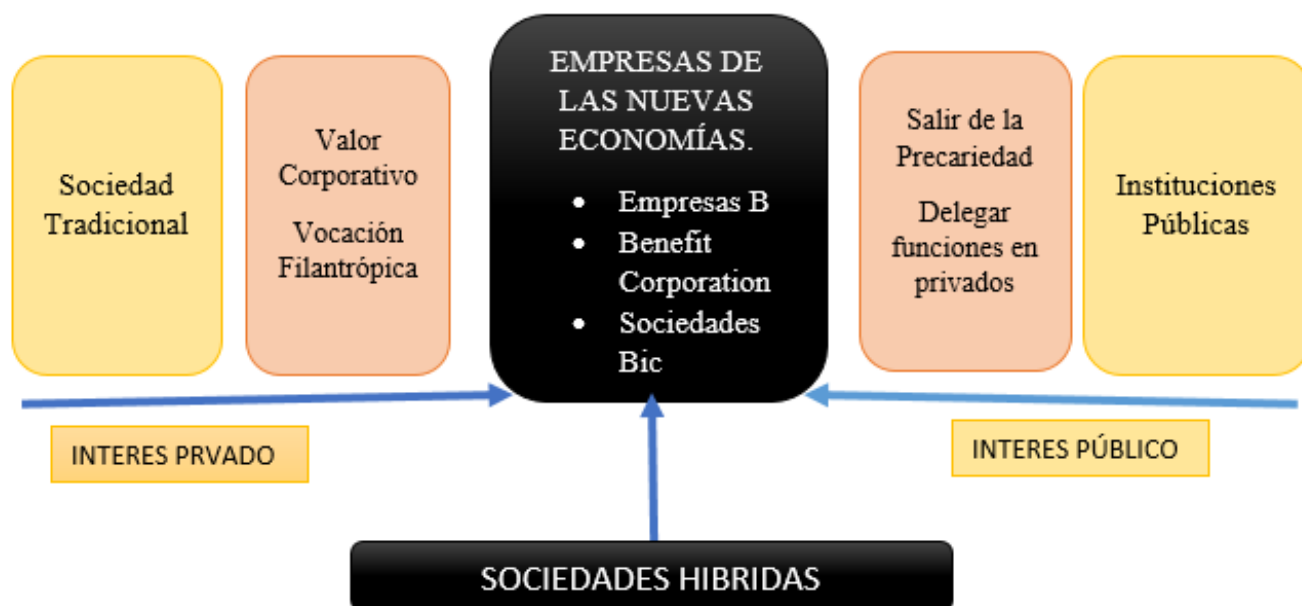 Sociedad
Tradicional
Valor
Corporativo
Vocación
Filantrópica
EMPRESAS DE
LAS NUEVAS
ECONOMÍAS.
• Empresas B
• Benefit
Corporation
• Sociedades
Bic
Salir de la
Precariedad
Delegar
funciones en
privados
Instituciones
Públicas
INTERES PRVADO
INTERES PÚBLICO
SOCIEDADES HIBRIDAS